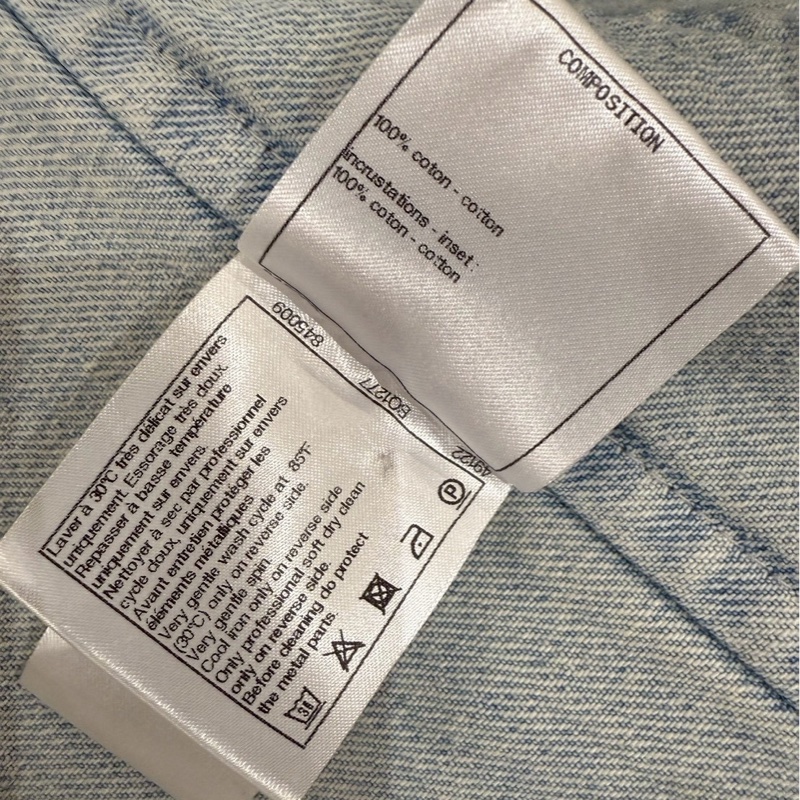 COMPOSITION
100% coton - cotton
incrustations - inset :
100% coton - cotton
845009
BQ1277
A9122
Laver à 30°C très délicat sur envers
uniquement. Essorage très doux.
Repasser à basse température
uniquement sur envers.
Nettoyer à sec par professionnel
cycle doux, uniquement sur envers
Avant entretien protéger les
éléments métalliques
Very gentle wash cycle at 85°F
(30°C) only on reverse side.
Very gentle spin
Cool iron only on reverse side
Only professional soft dry clean
only on reverse side.
Before cleaning do protect
the metal parts.
30
P